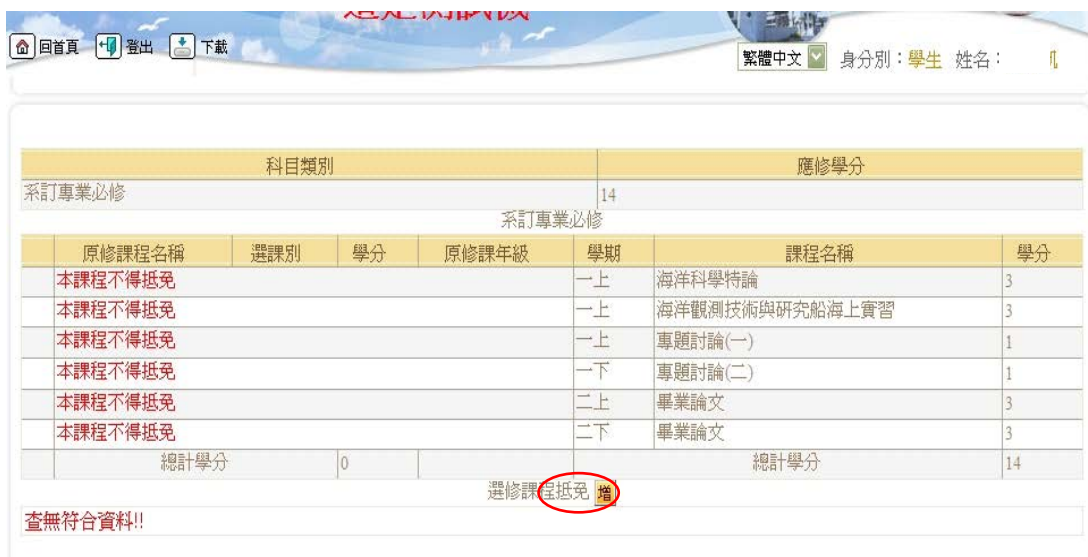 這是測試機
回首頁 登出 下載
繁體中文 身分別：學生 姓名：
科目類別 應修學分
系訂專業必修 14
系訂專業必修
原修課程名稱 選課別 學分 原修課年級 學期 課程名稱 學分
本課程不得抵免 一上 海洋科學特論 3
本課程不得抵免 一上 海洋觀測技術與研究船海上實習 3
本課程不得抵免 一上 專題討論(一) 1
本課程不得抵免 一下 專題討論(二) 1
本課程不得抵免 二上 畢業論文 3
本課程不得抵免 二下 畢業論文 3
總計學分 0 總計學分 14
選修課程抵免 增
查無符合資料!!